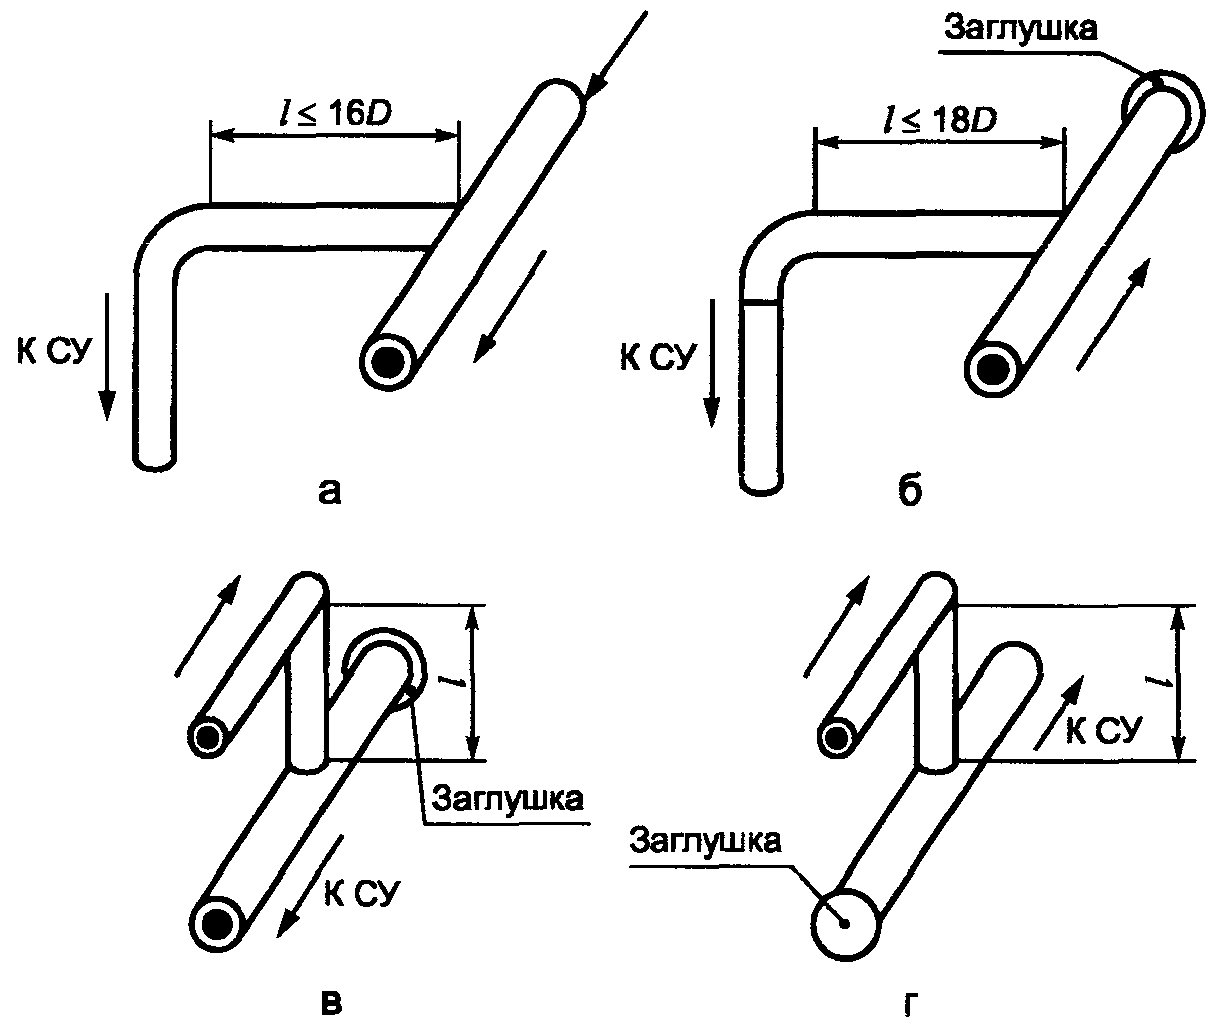 Заглушка
l ≤ 16D
l ≤ 18D
К СУ
К СУ
а
б
l
l
К СУ
Заглушка
Заглушка
К СУ
в
г